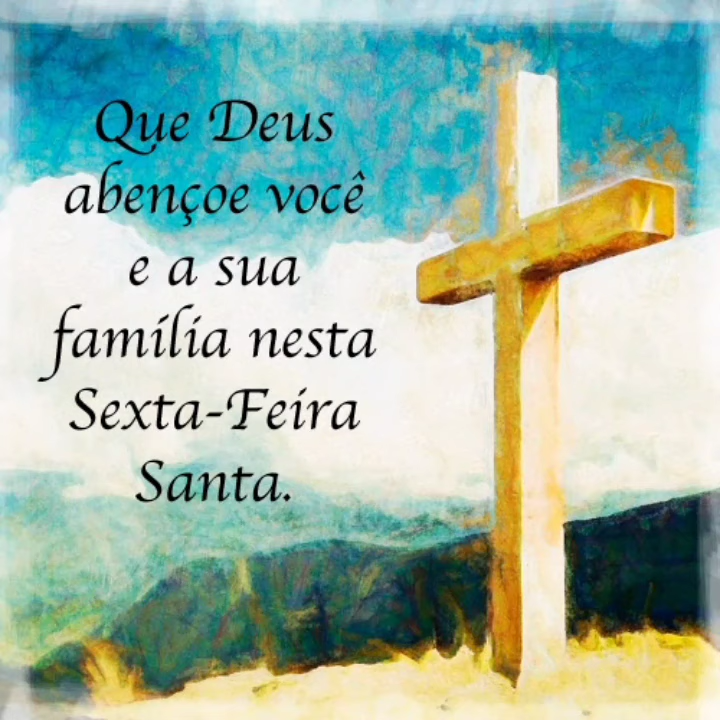 Que Deus
abençoe você
e a sua
família nesta
Sexta-Feira
Santa.